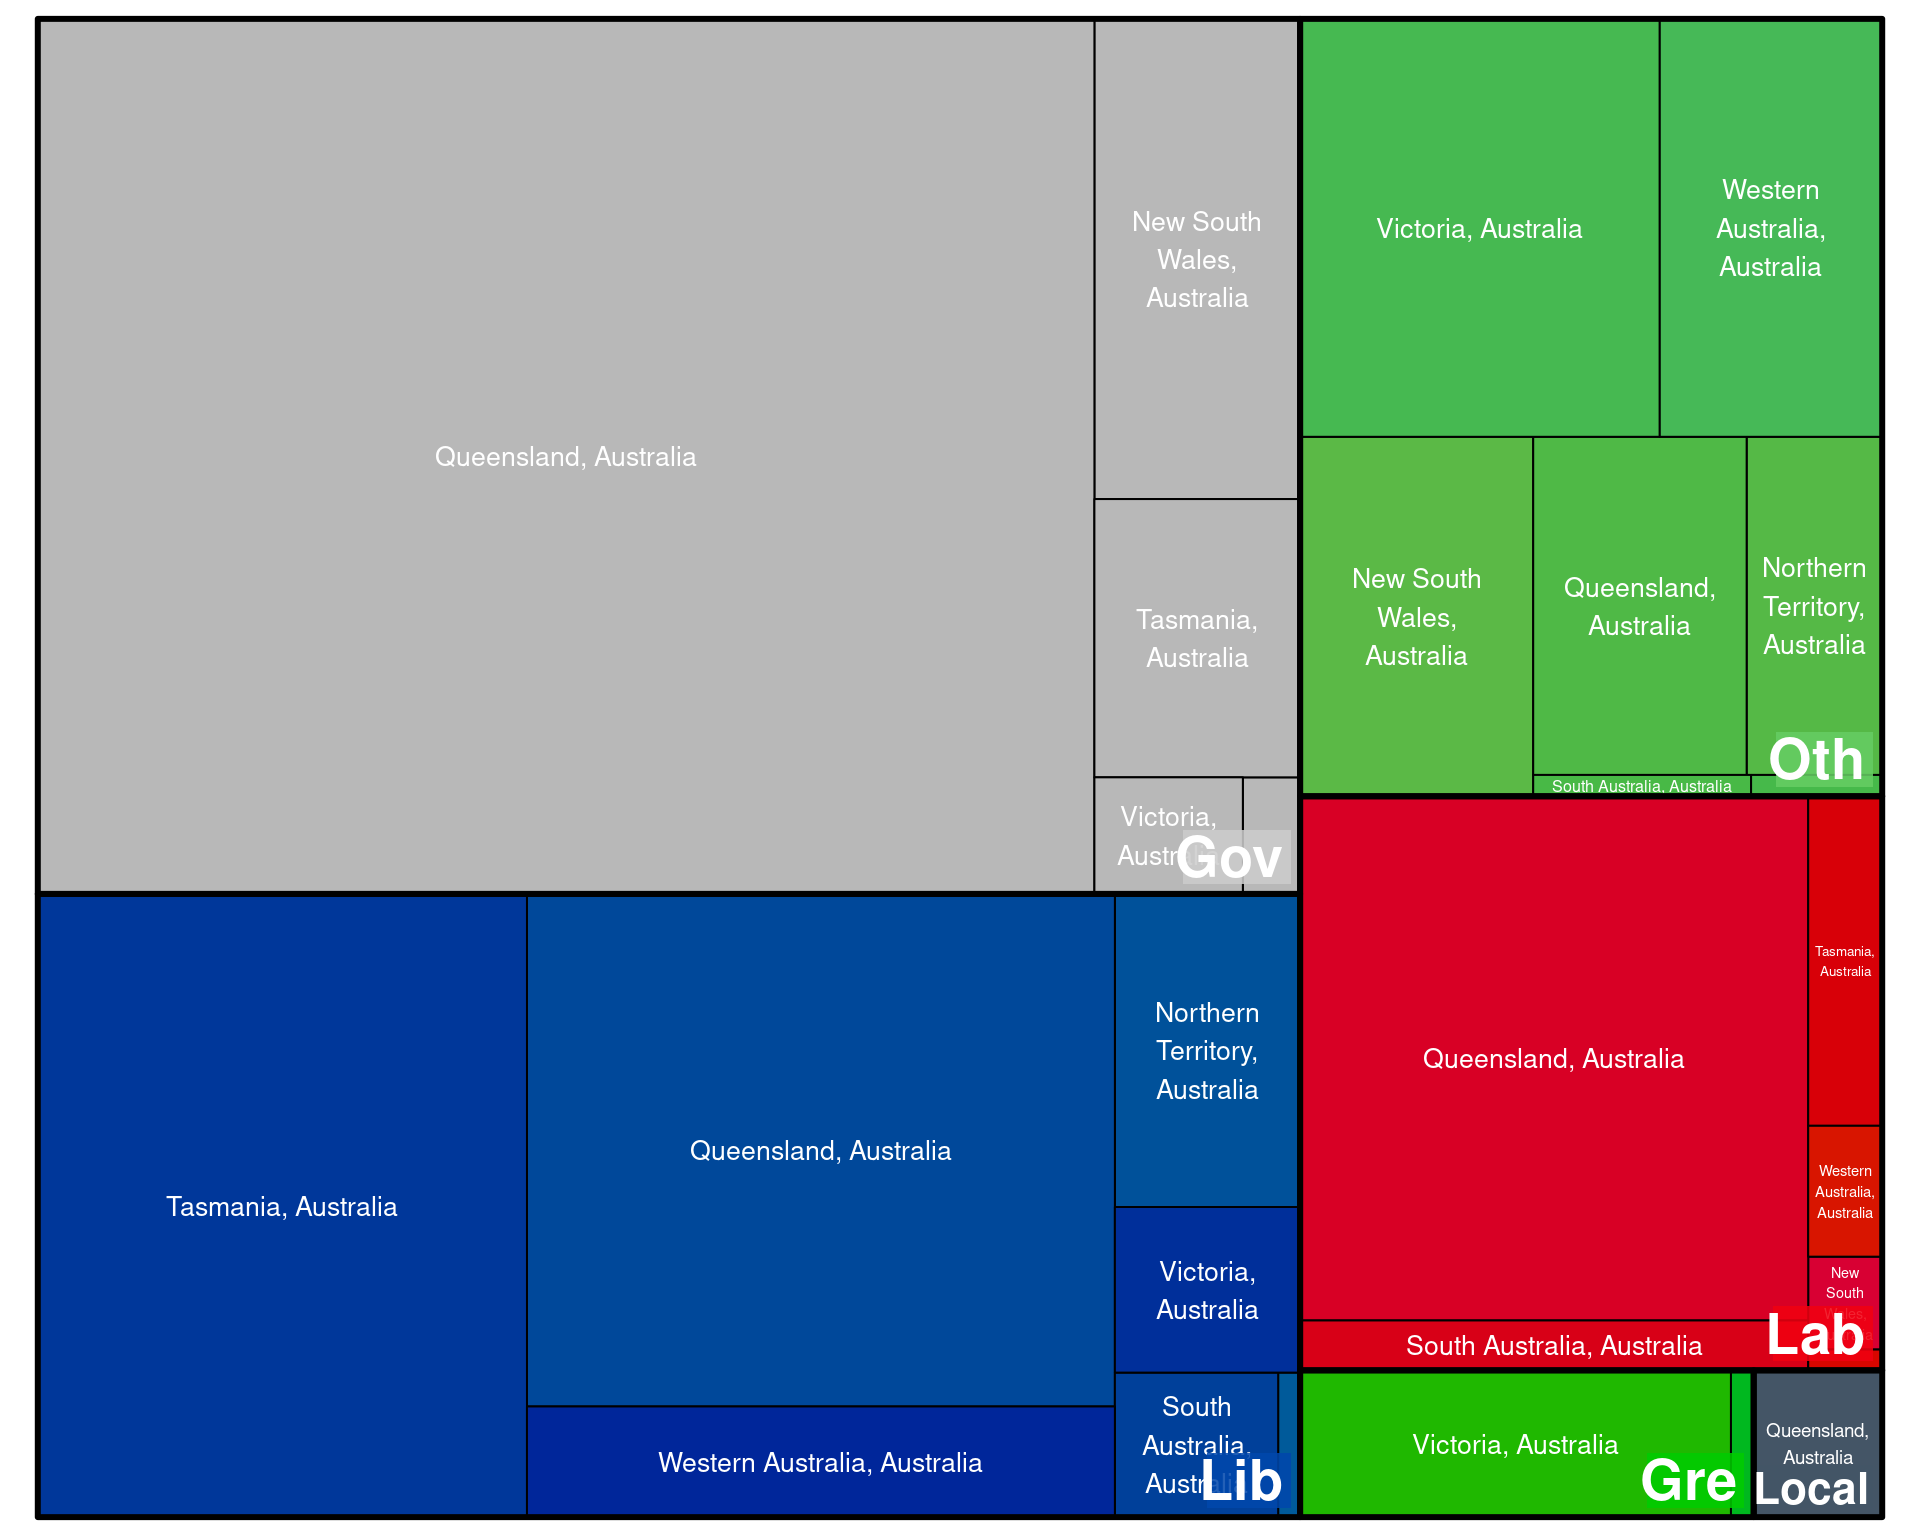 Queensland, Australia
New South
Wales,
Australia
Tasmania,
Australia
Victoria,
Gov
Victoria, Australia
Western
Australia,
Australia
New South
Wales,
Australia
Queensland,
Australia
Northern
Territory,
Australia
Oth
South Australia, Australia
Tasmania, Australia
Queensland, Australia
Western Australia, Australia
Northern
Territory,
Australia
Victoria,
Australia
South
Australia,
Lib
Queensland, Australia
Tasmania,
Australia
Western
Australia,
Australia
New
South
Wales,
Lab
South Australia, Australia
Victoria, Australia
Gre
Queensland,
Australia
Local